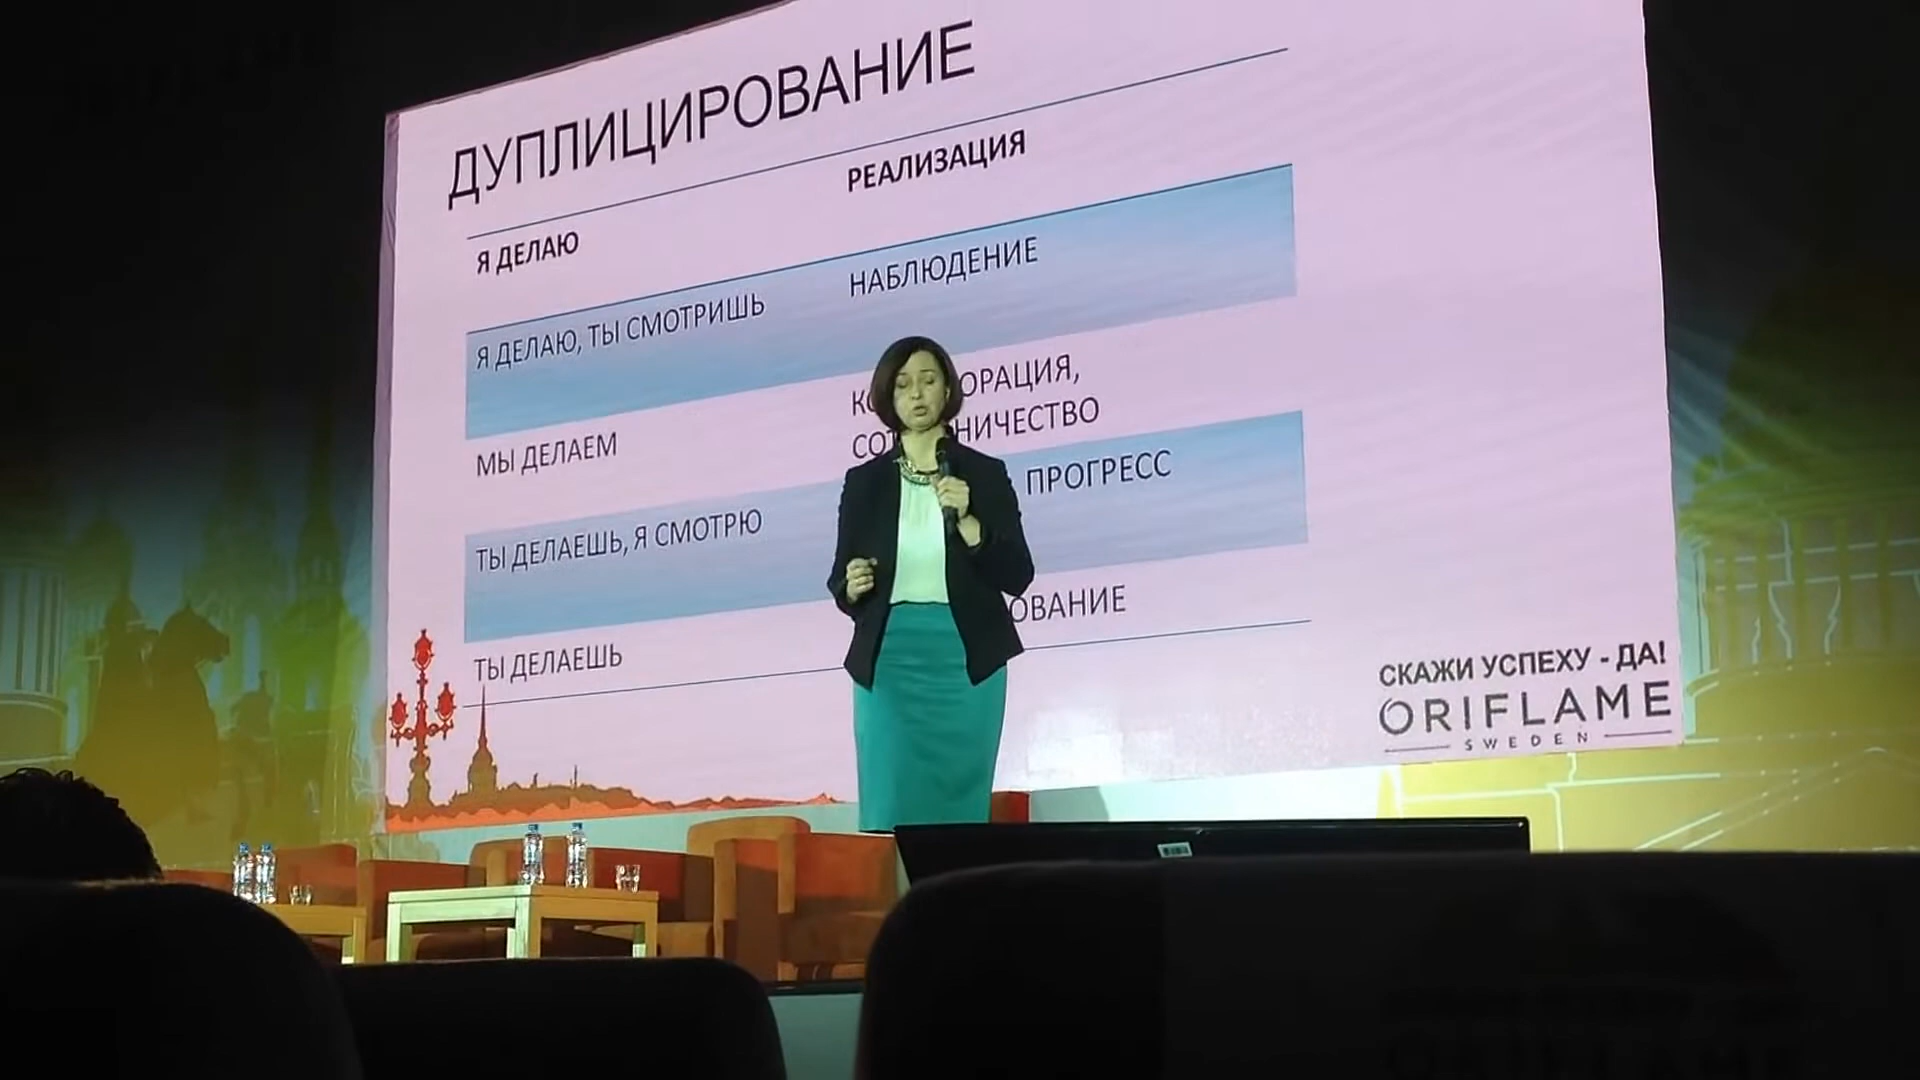 ДУПЛИЦИРОВАНИЕ
Я ДЕЛАЮ
РЕАЛИЗАЦИЯ
Я ДЕЛАЮ, ТЫ СМОТРИШЬ
НАБЛЮДЕНИЕ
МЫ ДЕЛАЕМ
ТЫ ДЕЛАЕШЬ, Я СМОТРЮ
ПРОГРЕСС
ТЫ ДЕЛАЕШЬ
СКАЖИ УСПЕХУ - ДА!
ORIFLAME
SWEDEN